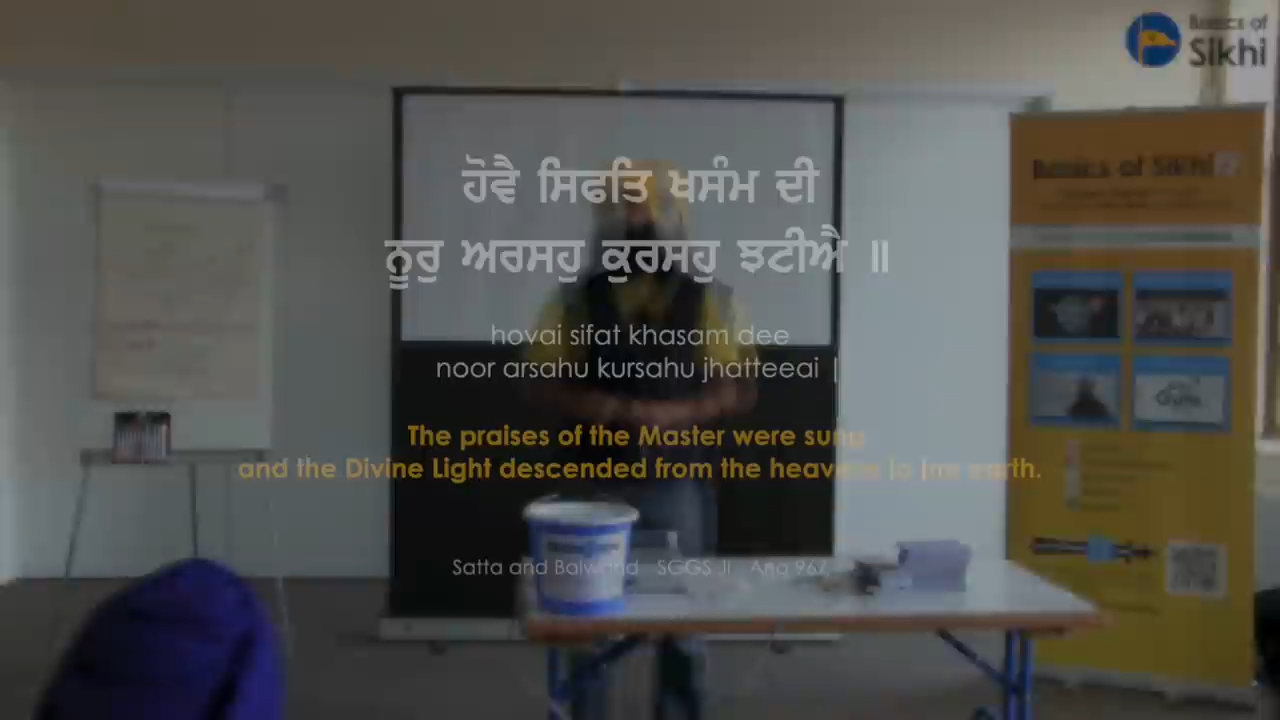 Basics of
Sikhi
ਹੋਵੈ ਸਿਫਤਿ ਖਸੰਮ ਦੀ
ਨੂਰੁ ਅਰਸਹੁ ਕੁਰਸਹੁ ਝਟੀਐ ॥
hovai sifat khasam dee
noor arsahu kursahu jhatteeai |
The praises of the Master were sung
and the Divine Light descended from the heavens to the earth.
Satta and Balwand SGGS Ji Ang 967
Basics of Sikhi